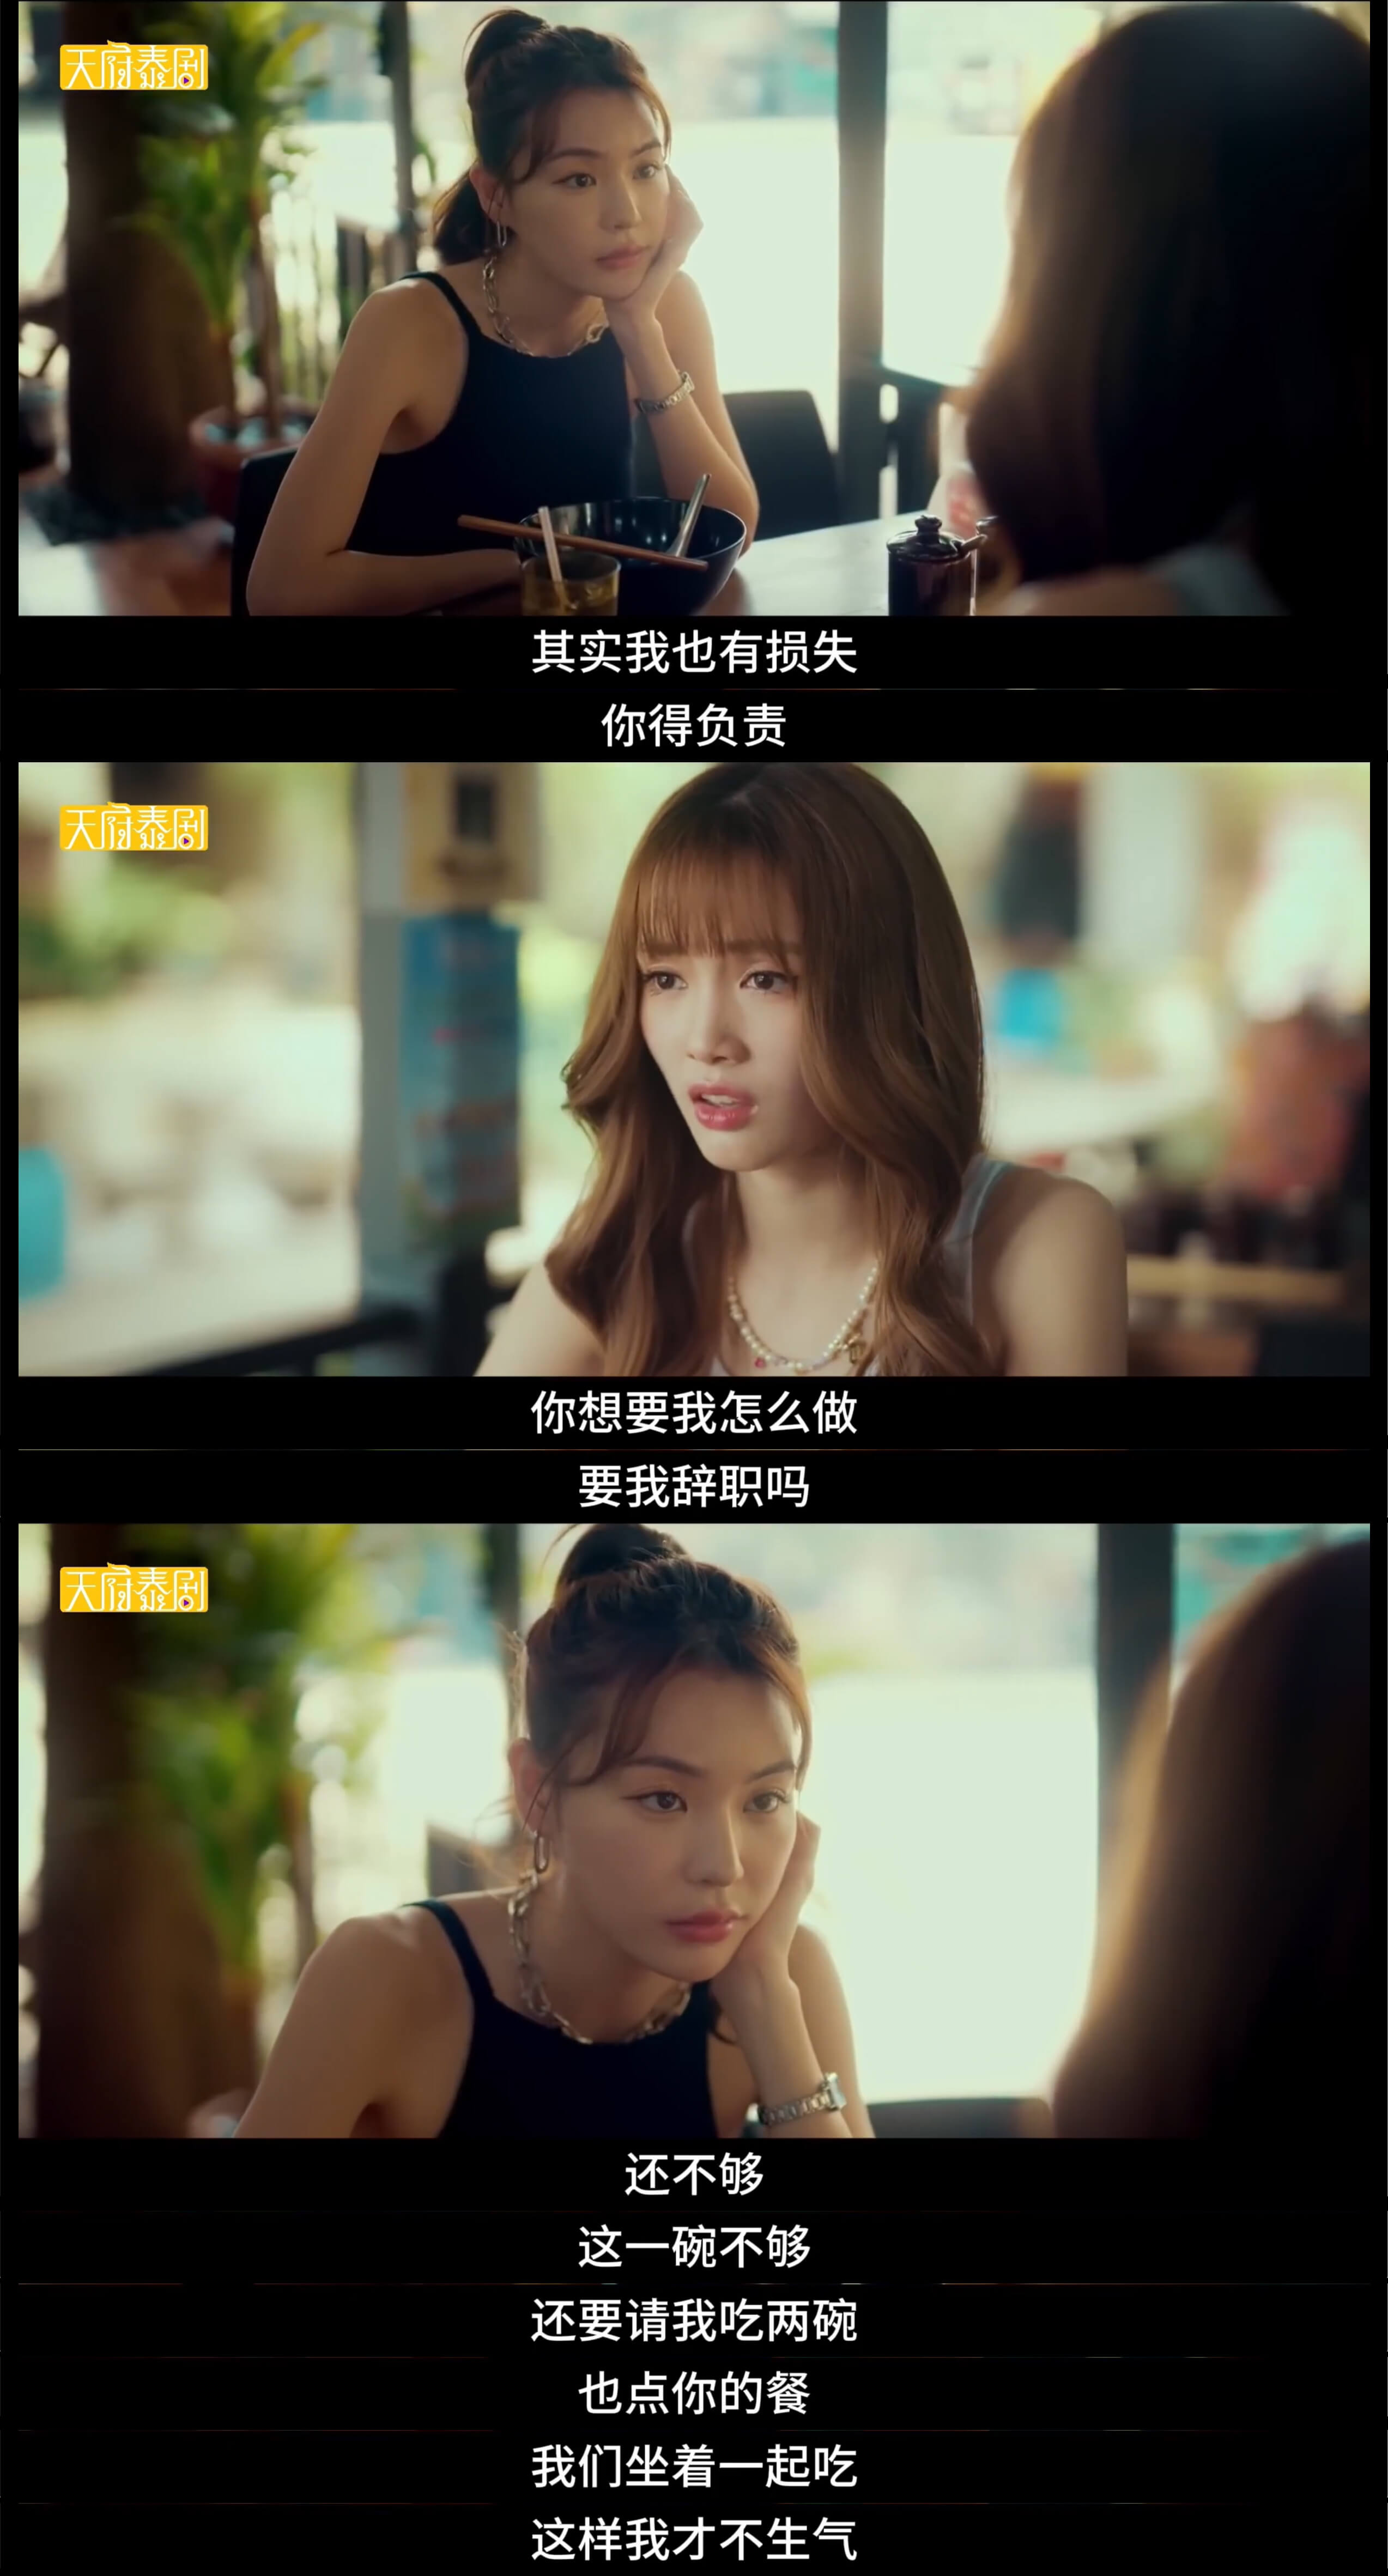 天府泰剧
其实我也有损失
你得负责
天府泰剧
你想要我怎么做
要我辞职吗
天府泰剧
还不够
这一碗不够
还要请我吃两碗
也点你的餐
我们坐着一起吃
这样我才不生气